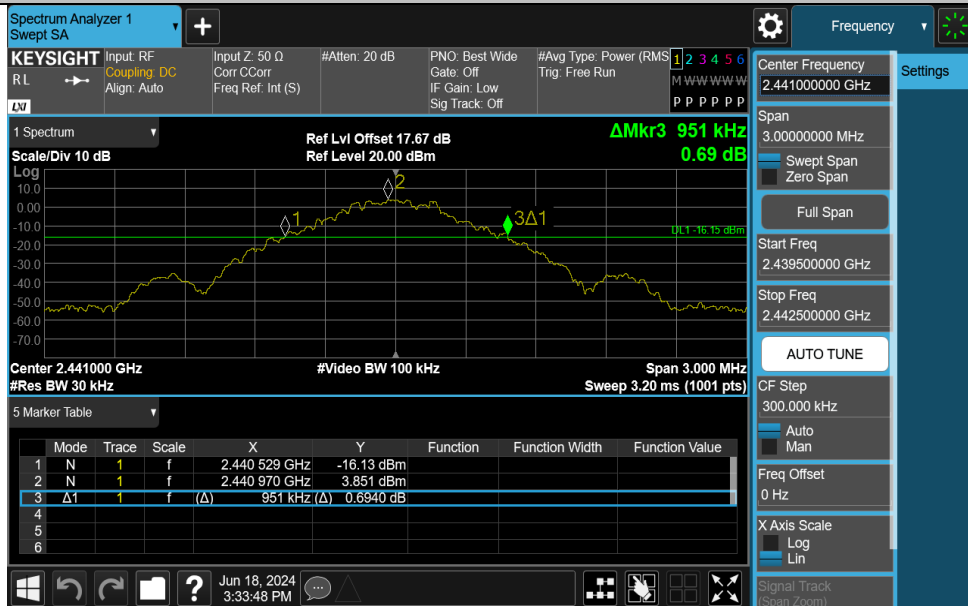 Spectrum Analyzer 1
Swept SA
+
Frequency
KEYSIGHT
RL
LXI
Input: RF
Coupling: DC
Align: Auto
Input Z: 50 Ω
Corr CCorr
Freq Ref: Int (S)
#Atten: 20 dB
PNO: Best Wide
Gate: Off
IF Gain: Low
Sig Track: Off
#Avg Type: Power (RMS
Trig: Free Run
1 2 3 4 5 6
M W W W W W
P P P P P P
1 Spectrum
Scale/Div 10 dB
Ref Lvl Offset 17.67 dB
Ref Level 20.00 dBm
ΔMkr3 951 kHz
0.69 dB
Log
10.0
0.00
-10.0
-20.0
-30.0
-40.0
-50.0
-60.0
-70.0
1
2
3Δ1
DL1 -16.15 dBm
Center 2.441000 GHz
#Res BW 30 kHz
#Video BW 100 kHz
Span 3.000 MHz
Sweep 3.20 ms (1001 pts)
5 Marker Table
Mode Trace Scale X Y Function Function Width Function Value
1 N 1 f 2.440 529 GHz -16.13 dBm
2 N 1 f 2.440 970 GHz 3.851 dBm
3 Δ1 1 f (Δ) 951 kHz (Δ) 0.6940 dB
4
5
6
?
Jun 18, 2024
3:33:48 PM
Center Frequency
2.441000000 GHz
Settings
Span
3.00000000 MHz
Swept Span
Zero Span
Full Span
Start Freq
2.439500000 GHz
Stop Freq
2.442500000 GHz
AUTO TUNE
CF Step
300.000 kHz
Auto
Man
Freq Offset
0 Hz
X Axis Scale
Log
Lin
Signal Track
(Span Zoom)